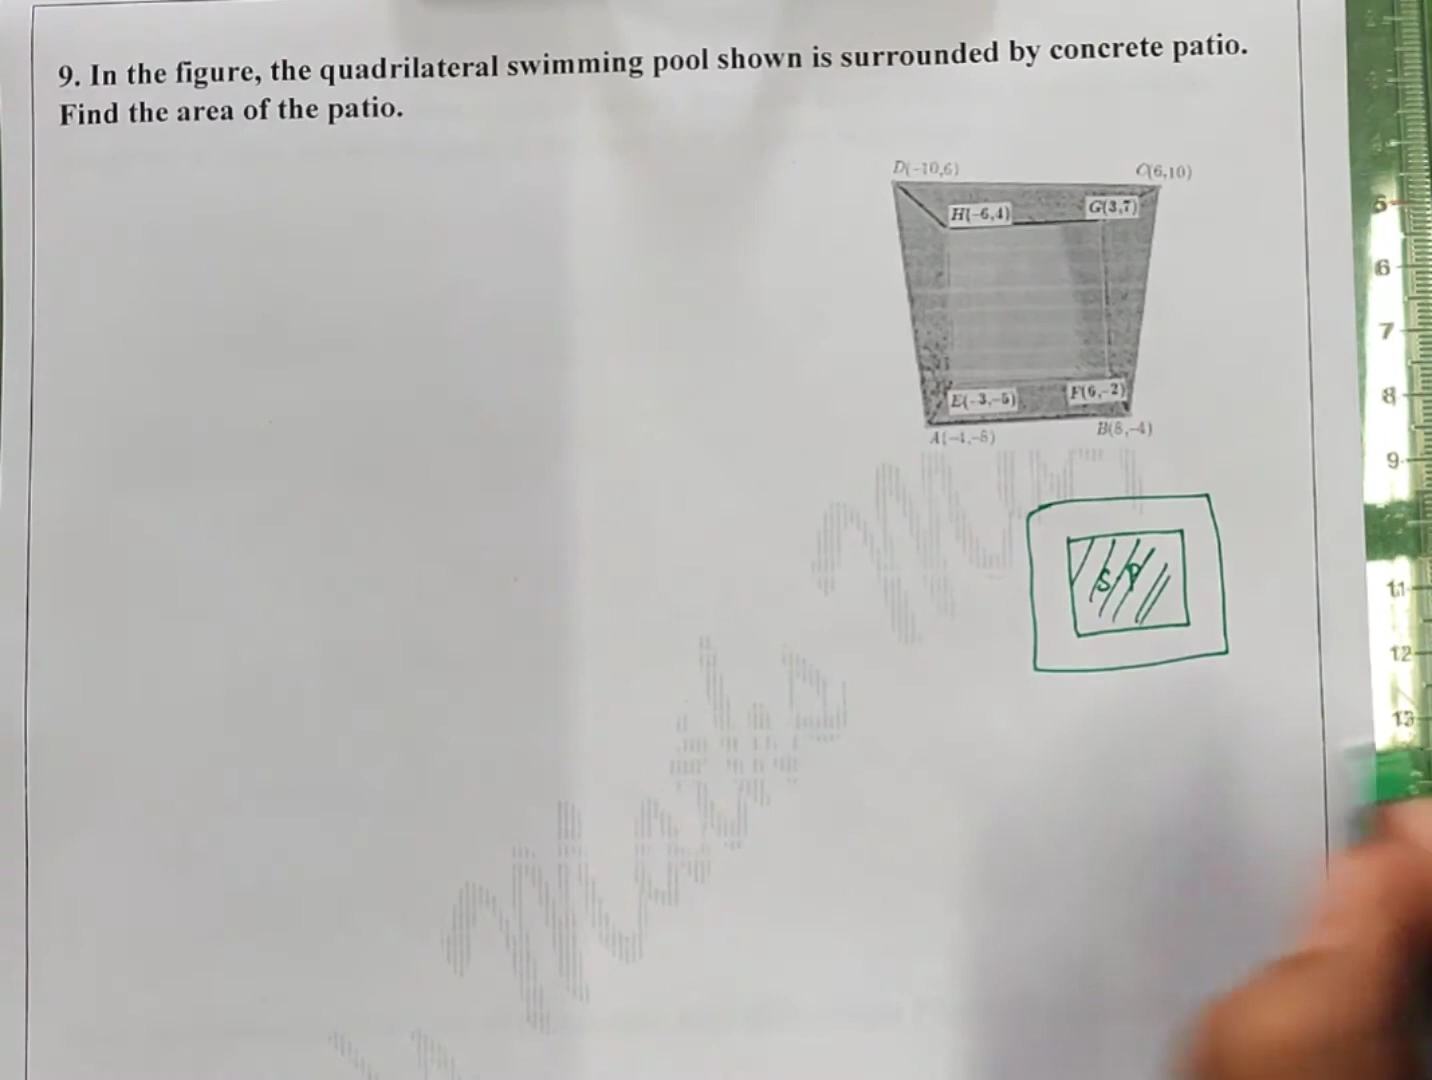 9. In the figure, the quadrilateral swimming pool shown is surrounded by concrete patio.
Find the area of the patio.
D(-10,6)
C(6,10)
H(-6,4)
G(3,7)
E(-3,-5)
F(6,-2)
A(-4,-8)
B(8,-4)
S P
5
6
7
8
9
11
12
13